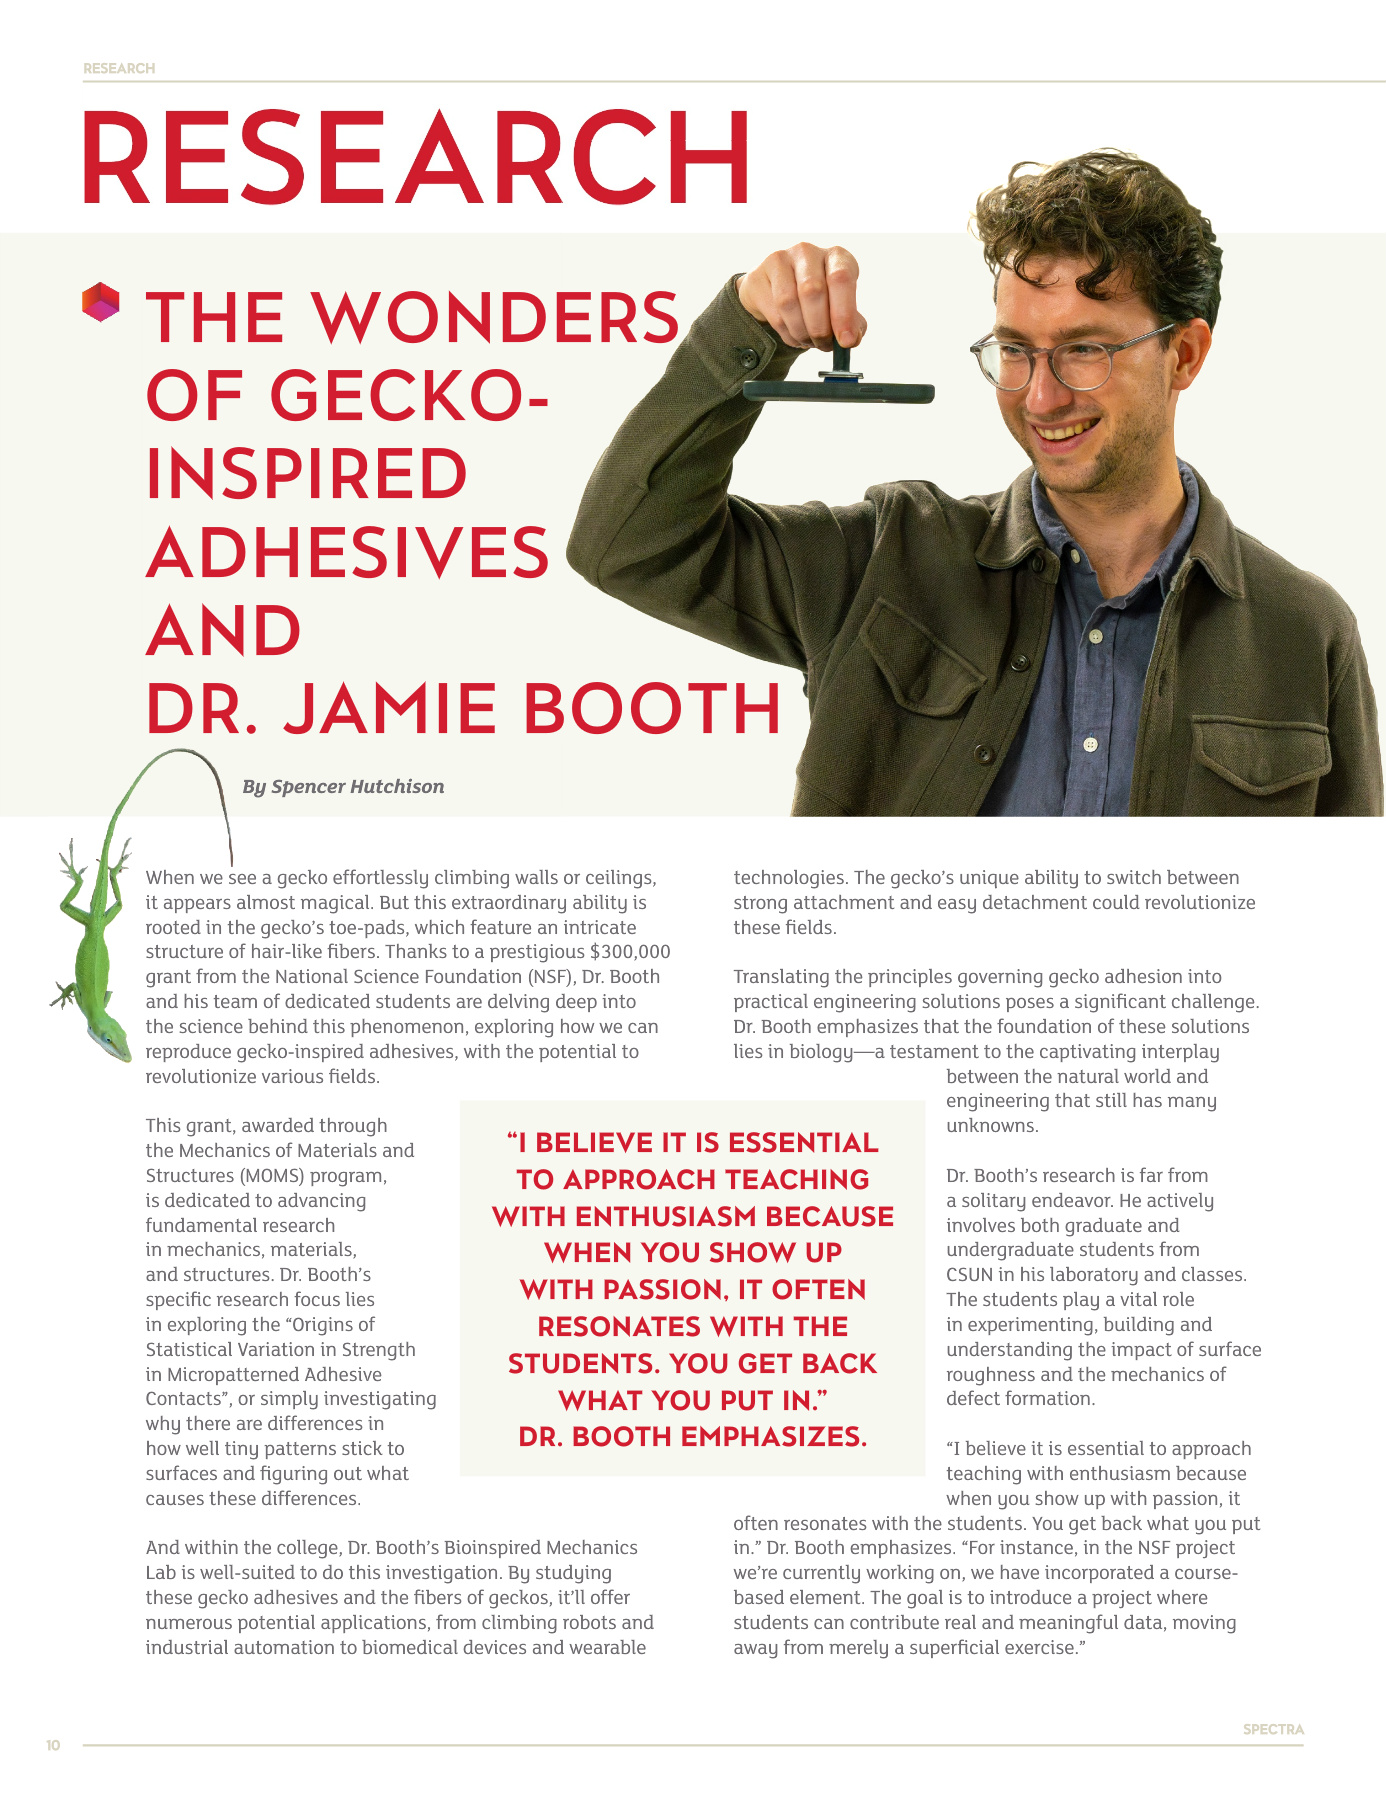 RESEARCH
RESEARCH
THE WONDERS
OF GECKO-
INSPIRED
ADHESIVES
AND
DR. JAMIE BOOTH
By Spencer Hutchison
When we see a gecko effortlessly climbing walls or ceilings,
it appears almost magical. But this extraordinary ability is
rooted in the gecko’s toe-pads, which feature an intricate
structure of hair-like fibers. Thanks to a prestigious $300,000
grant from the National Science Foundation (NSF), Dr. Booth
and his team of dedicated students are delving deep into
the science behind this phenomenon, exploring how we can
reproduce gecko-inspired adhesives, with the potential to
revolutionize various fields.
This grant, awarded through
the Mechanics of Materials and
Structures (MOMS) program,
is dedicated to advancing
fundamental research
in mechanics, materials,
and structures. Dr. Booth’s
specific research focus lies
in exploring the “Origins of
Statistical Variation in Strength
in Micropatterned Adhesive
Contacts”, or simply investigating
why there are differences in
how well tiny patterns stick to
surfaces and figuring out what
causes these differences.
And within the college, Dr. Booth’s Bioinspired Mechanics
Lab is well-suited to do this investigation. By studying
these gecko adhesives and the fibers of geckos, it’ll offer
numerous potential applications, from climbing robots and
industrial automation to biomedical devices and wearable
“I BELIEVE IT IS ESSENTIAL
TO APPROACH TEACHING
WITH ENTHUSIASM BECAUSE
WHEN YOU SHOW UP
WITH PASSION, IT OFTEN
RESONATES WITH THE
STUDENTS. YOU GET BACK
WHAT YOU PUT IN.”
DR. BOOTH EMPHASIZES.
technologies. The gecko’s unique ability to switch between
strong attachment and easy detachment could revolutionize
these fields.
Translating the principles governing gecko adhesion into
practical engineering solutions poses a significant challenge.
Dr. Booth emphasizes that the foundation of these solutions
lies in biology—a testament to the captivating interplay
between the natural world and
engineering that still has many
unknowns.
Dr. Booth’s research is far from
a solitary endeavor. He actively
involves both graduate and
undergraduate students from
CSUN in his laboratory and classes.
The students play a vital role
in experimenting, building and
understanding the impact of surface
roughness and the mechanics of
defect formation.
“I believe it is essential to approach
teaching with enthusiasm because
when you show up with passion, it
often resonates with the students. You get back what you put
in.” Dr. Booth emphasizes. “For instance, in the NSF project
we’re currently working on, we have incorporated a course-
based element. The goal is to introduce a project where
students can contribute real and meaningful data, moving
away from merely a superficial exercise.”
10
SPECTRA